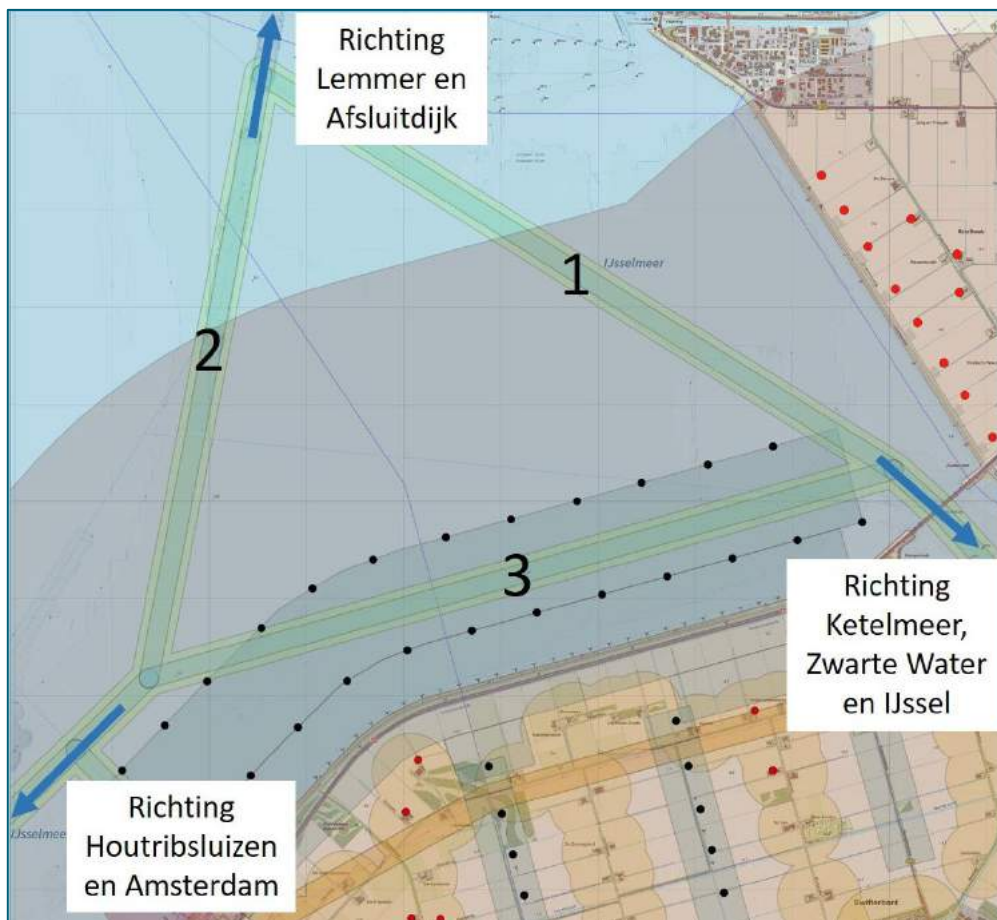 Richting
Lemmer en
Afsluitdijk
1
IJsselmeer
2
3
Richting
Ketelmeer,
Zwarte Water
en IJssel
Richting
Houtribsluizen
en Amsterdam
IJsselmeer
Swifterbant